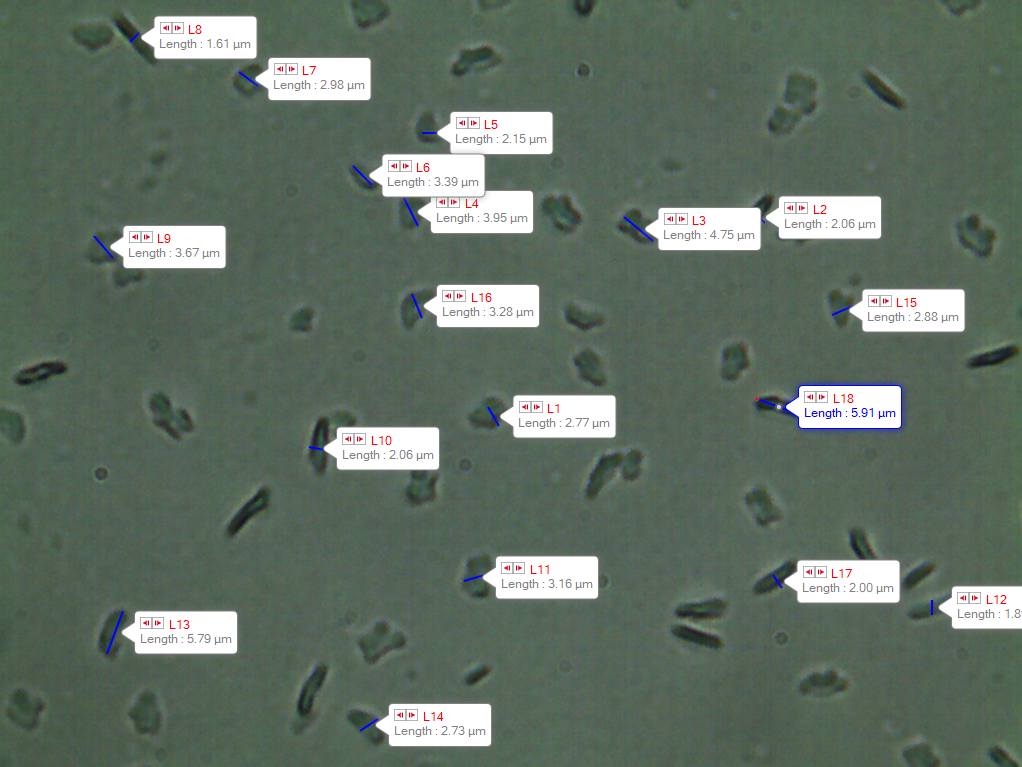 L8
Length : 1.61 μm
L7
Length : 2.98 μm
L5
Length : 2.15 μm
L6
Length : 3.39 μm
L4
Length : 3.95 μm
L2
Length : 2.06 μm
L3
Length : 4.75 μm
L9
Length : 3.67 μm
L16
Length : 3.28 μm
L15
Length : 2.88 μm
L18
Length : 5.91 μm
L1
Length : 2.77 μm
L10
Length : 2.06 μm
L11
Length : 3.16 μm
L17
Length : 2.00 μm
L12
Length : 1.8
L13
Length : 5.79 μm
L14
Length : 2.73 μm